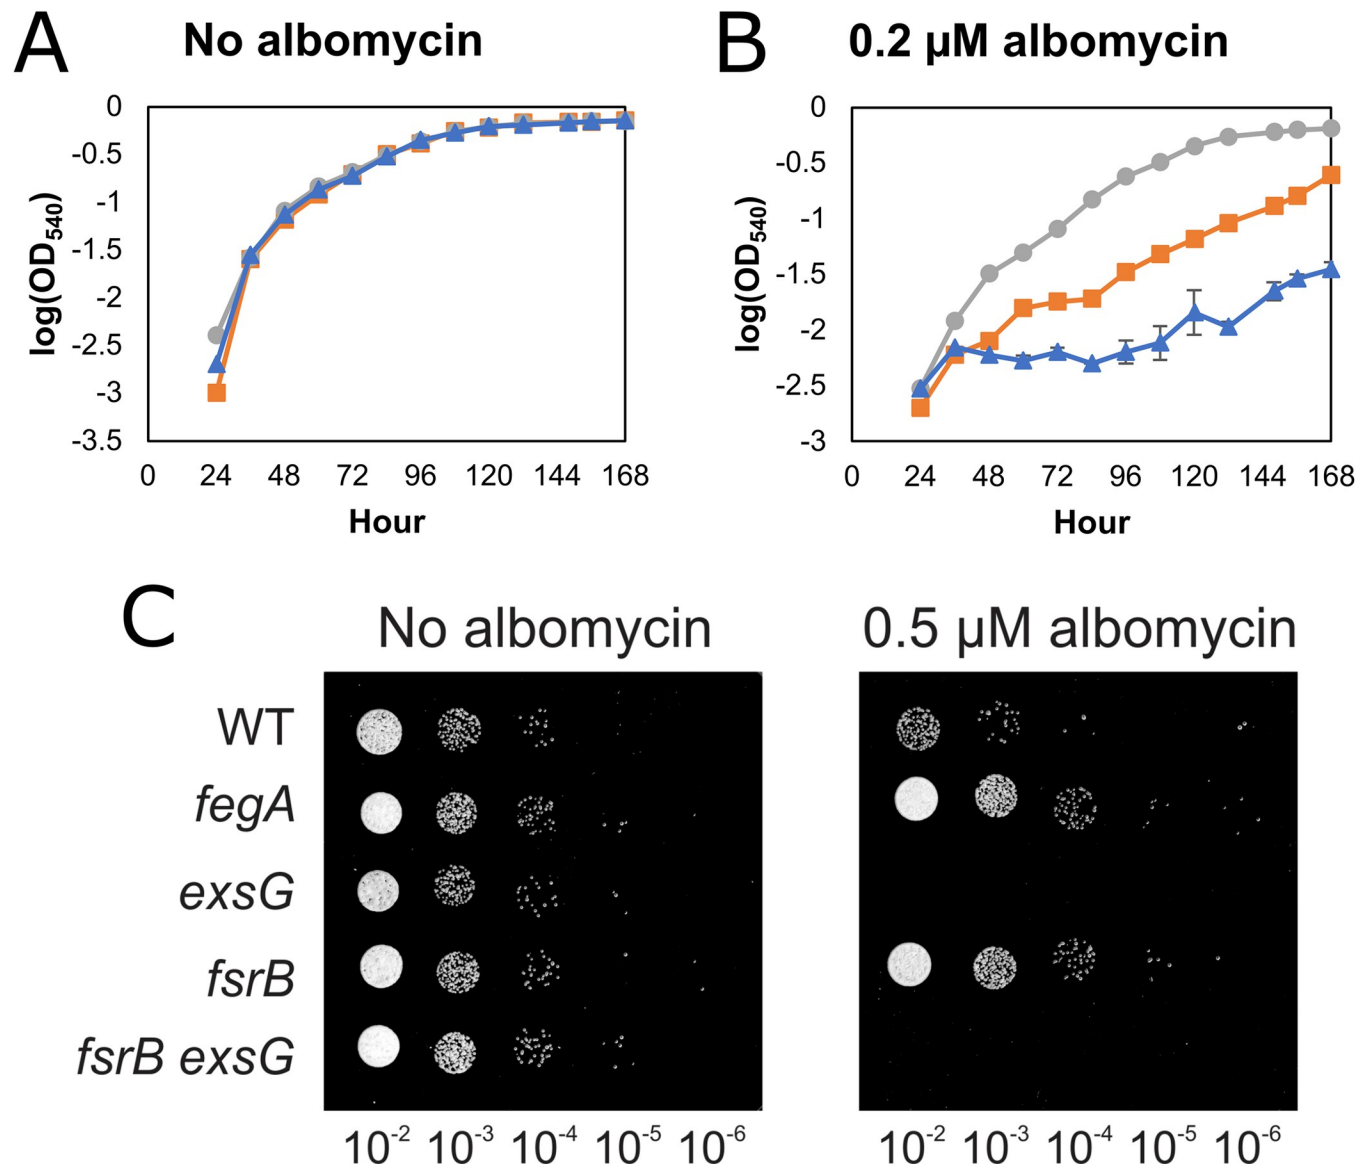 A
No albomycin
0
-0.5
-1
-1.5
-2
-2.5
-3
-3.5
log(OD540)
0 24 48 72 96 120 144 168
Hour
B
0.2 µM albomycin
0
-0.5
-1
-1.5
-2
-2.5
-3
log(OD540)
0 24 48 72 96 120 144 168
Hour
C
No albomycin
0.5 µM albomycin
WT
fegA
exsG
fsrB
fsrB exsG
10-2 10-3 10-4 10-5 10-6
10-2 10-3 10-4 10-5 10-6